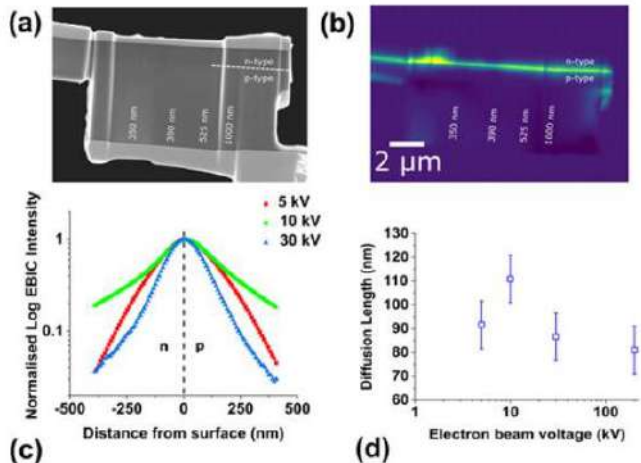 (a)
n-type
p-type
350 nm
390 nm
525 nm
1000 nm
(b)
n-type
p-type
350 nm
390 nm
525 nm
1000 nm
2 µm
5 kV
10 kV
30 kV
Normalised Log EBIC Intensity
1
0.1
n
p
-500
-250
0
250
500
Distance from surface (nm)
(c)
Diffusion Length (nm)
130
120
110
100
90
80
70
60
1
10
100
Electron beam voltage (kV)
(d)